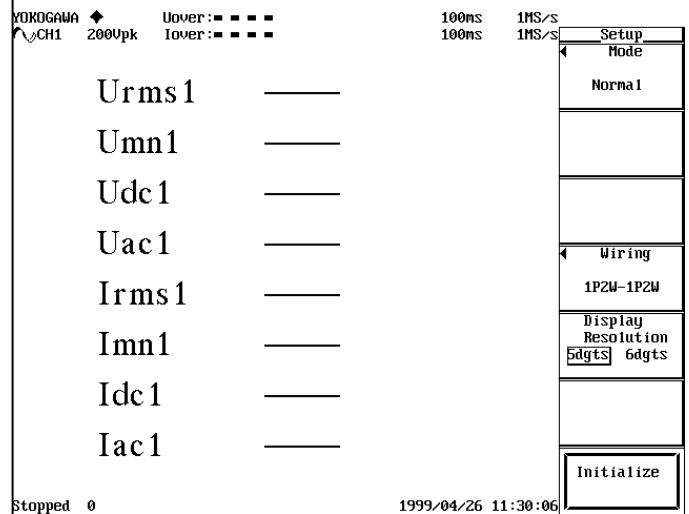 YOKOGAWA ◆ Uover:- - - - 100ms 1MS/s
CH1 200Vpk Iover:- - - - 100ms 1MS/s
Setup
Mode
Normal
Urms1
Umn1
Udc1
Uac1
Irms1
Imn1
Idc1
Iac1
Wiring
1P2W-1P2W
Display
Resolution
5dgts 6dgts
Initialize
Stopped 0 1999/04/26 11:30:06